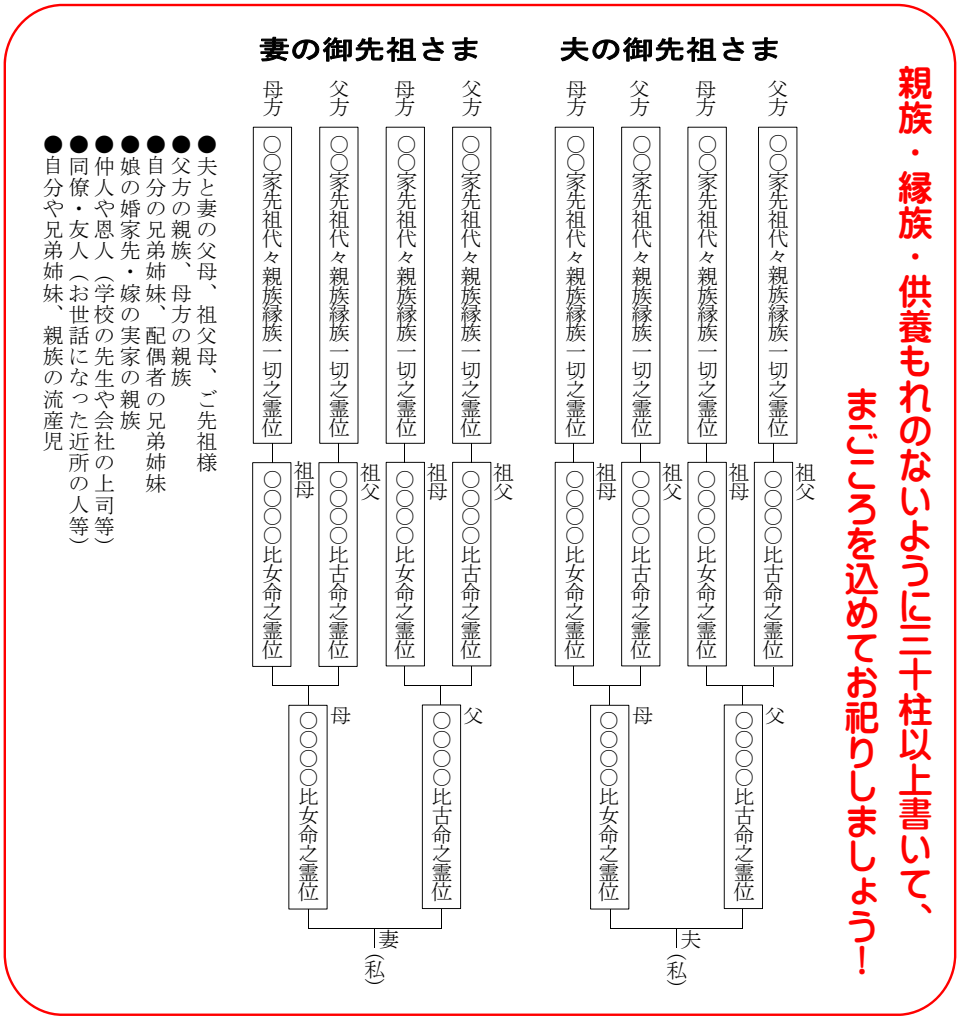 親族・縁族・供養もれのないように三十柱以上書いて、
まごころを込めてお祀りしましょう！
夫の御先祖さま
父方
○○家先祖代々親族縁族一切之霊位
祖父
○○○○比古命之霊位
母方
○○家先祖代々親族縁族一切之霊位
祖母
○○○○比女命之霊位
父方
○○家先祖代々親族縁族一切之霊位
祖父
○○○○比古命之霊位
母方
○○家先祖代々親族縁族一切之霊位
祖母
○○○○比女命之霊位
父
○○○○比古命之霊位
母
○○○○比女命之霊位
夫
（私）
妻の御先祖さま
父方
○○家先祖代々親族縁族一切之霊位
祖父
○○○○比古命之霊位
母方
○○家先祖代々親族縁族一切之霊位
祖母
○○○○比女命之霊位
父方
○○家先祖代々親族縁族一切之霊位
祖父
○○○○比古命之霊位
母方
○○家先祖代々親族縁族一切之霊位
祖母
○○○○比女命之霊位
父
○○○○比古命之霊位
母
○○○○比女命之霊位
妻
（私）
●夫と妻の父母、祖父母、ご先祖様
●父方の親族、母方の親族
●自分の兄弟姉妹、配偶者の兄弟姉妹
●娘の婚家先・嫁の実家の親族
●仲人や恩人（学校の先生や会社の上司等）
●同僚・友人（お世話になった近所の人等）
●自分や兄弟姉妹、親族の流産児